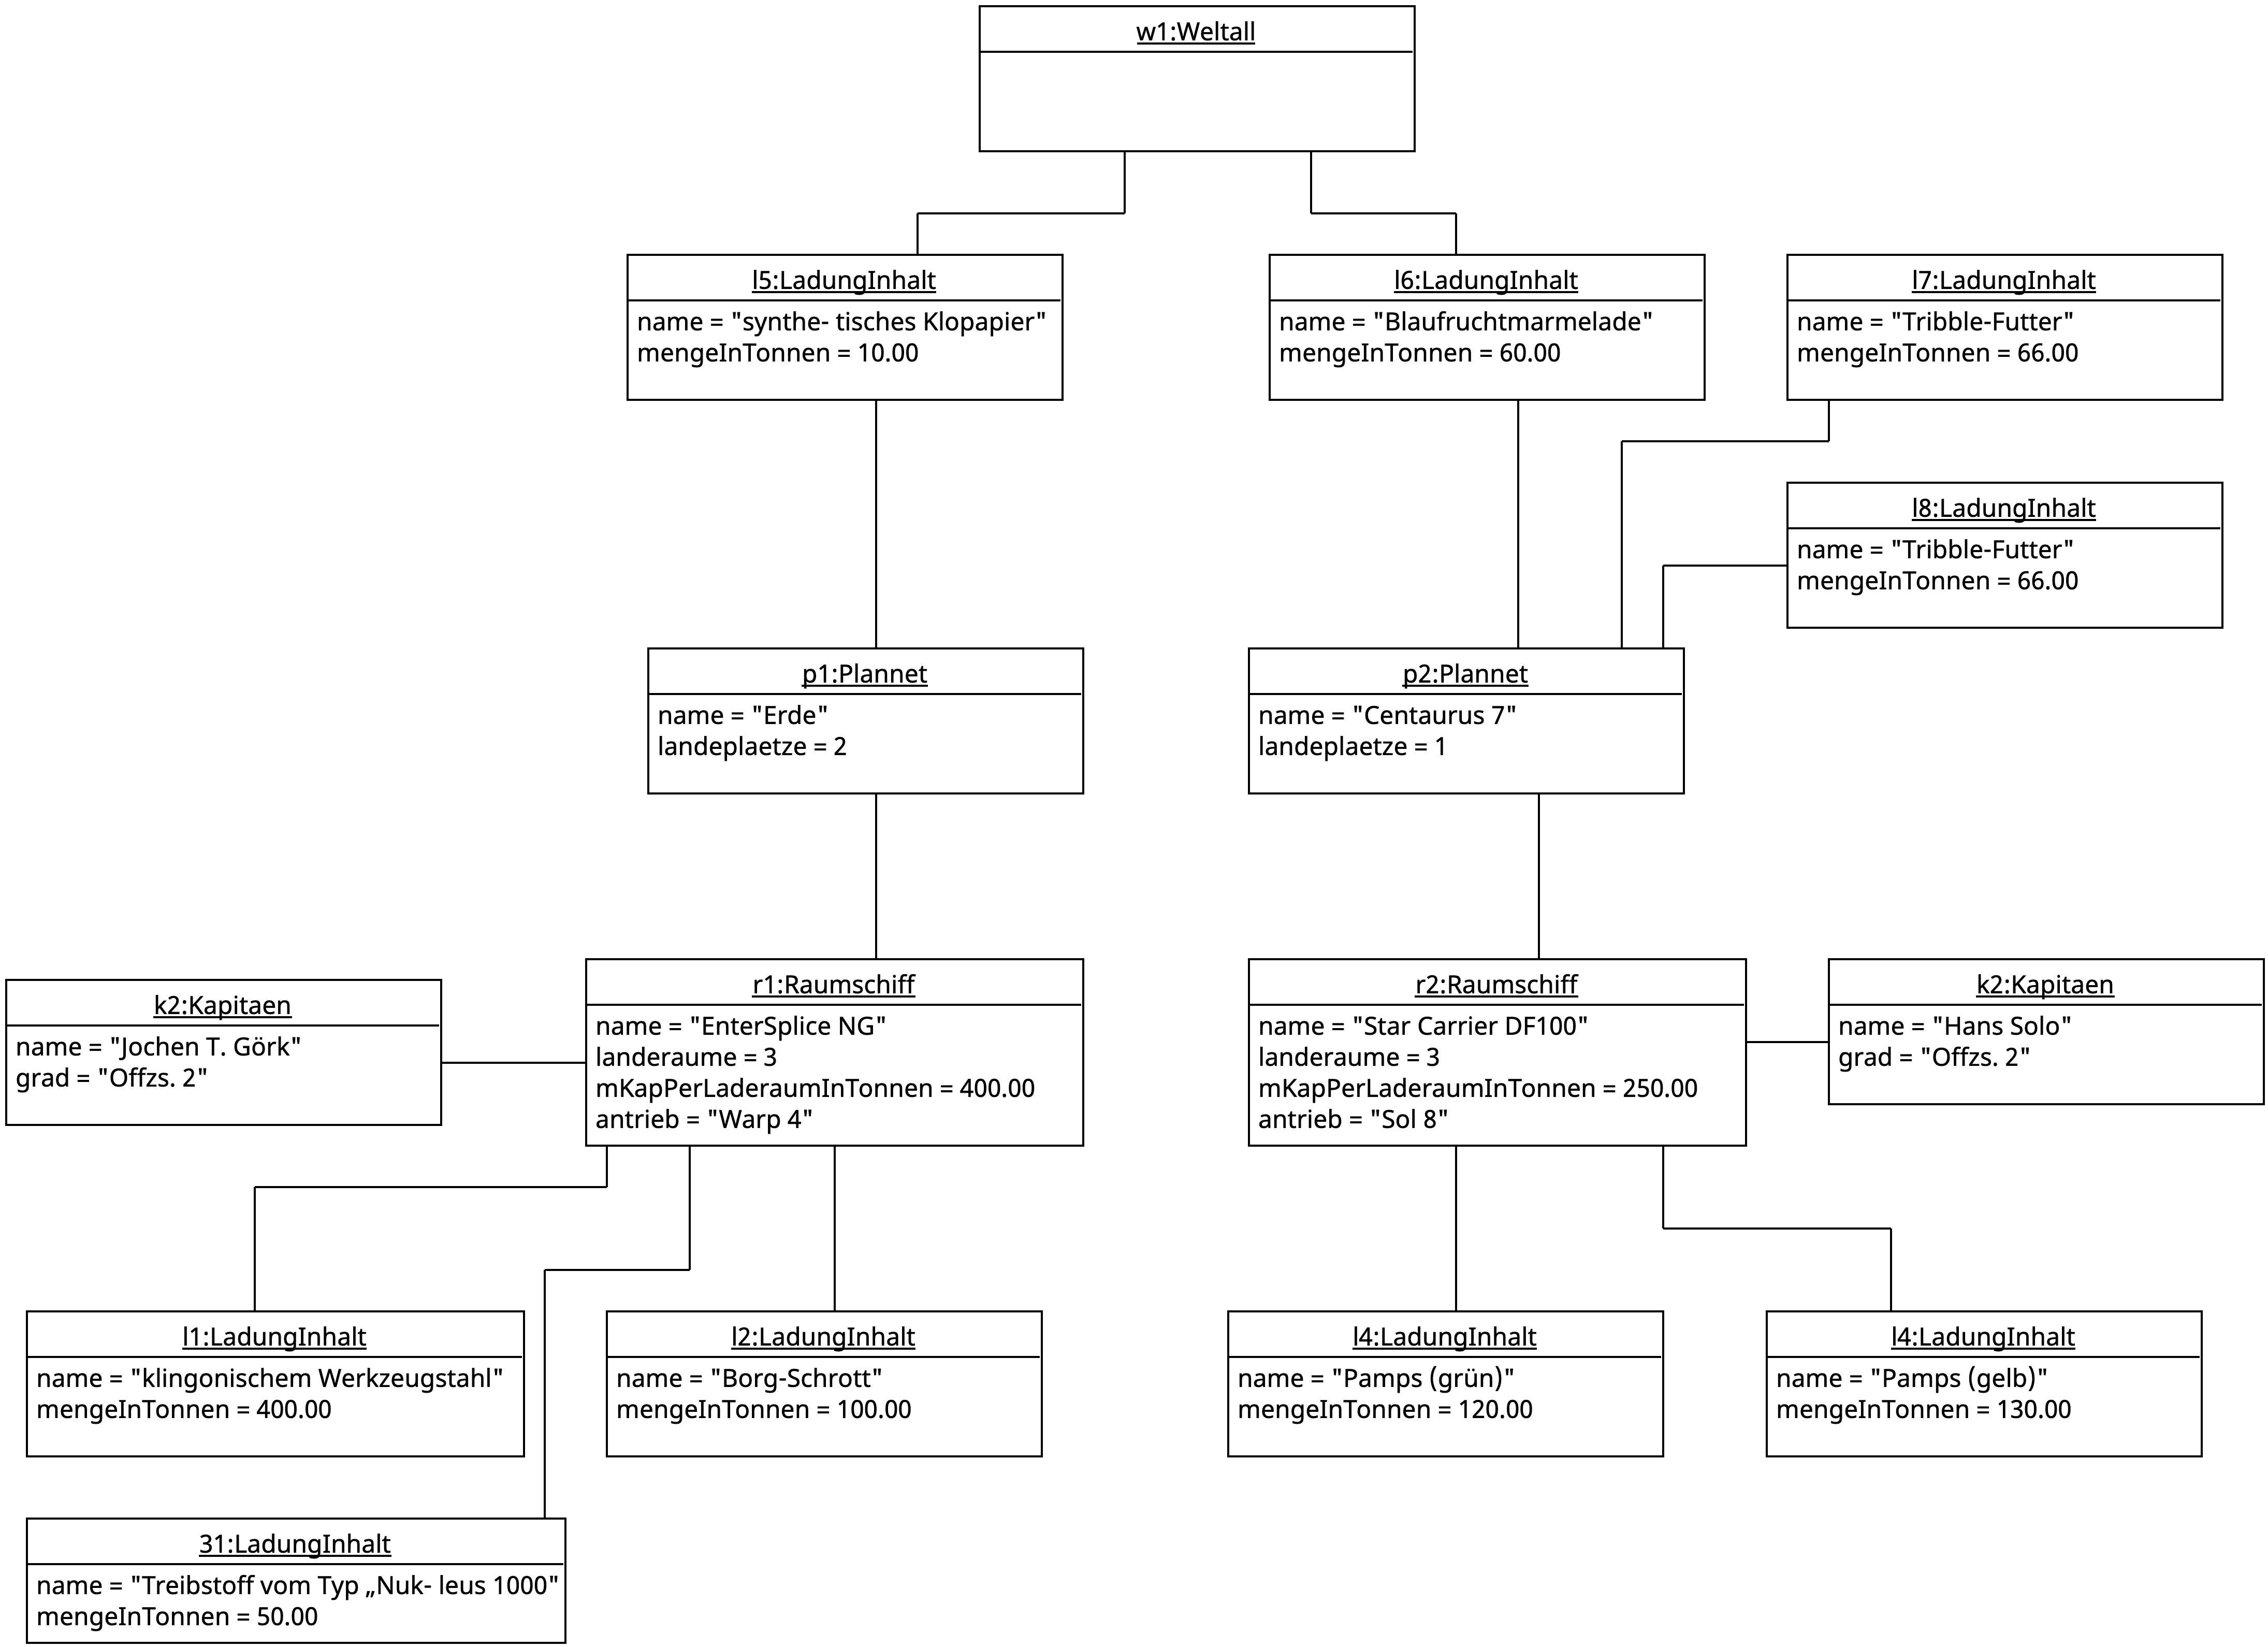 w1:Weltall
l5:LadungInhalt
name = "synthe- tisches Klopapier"
mengeInTonnen = 10.00
l6:LadungInhalt
name = "Blaufruchtmarmelade"
mengeInTonnen = 60.00
l7:LadungInhalt
name = "Tribble-Futter"
mengeInTonnen = 66.00
l8:LadungInhalt
name = "Tribble-Futter"
mengeInTonnen = 66.00
p1:Plannet
name = "Erde"
landeplaetze = 2
p2:Plannet
name = "Centaurus 7"
landeplaetze = 1
k2:Kapitaen
name = "Jochen T. Görk"
grad = "Offzs. 2"
r1:Raumschiff
name = "EnterSplice NG"
landeraume = 3
mKapPerLaderaumInTonnen = 400.00
antrieb = "Warp 4"
r2:Raumschiff
name = "Star Carrier DF100"
landeraume = 3
mKapPerLaderaumInTonnen = 250.00
antrieb = "Sol 8"
k2:Kapitaen
name = "Hans Solo"
grad = "Offzs. 2"
l1:LadungInhalt
name = "klingonischem Werkzeugstahl"
mengeInTonnen = 400.00
l2:LadungInhalt
name = "Borg-Schrott"
mengeInTonnen = 100.00
l4:LadungInhalt
name = "Pamps (grün)"
mengeInTonnen = 120.00
l4:LadungInhalt
name = "Pamps (gelb)"
mengeInTonnen = 130.00
31:LadungInhalt
name = "Treibstoff vom Typ „Nuk- leus 1000"
mengeInTonnen = 50.00